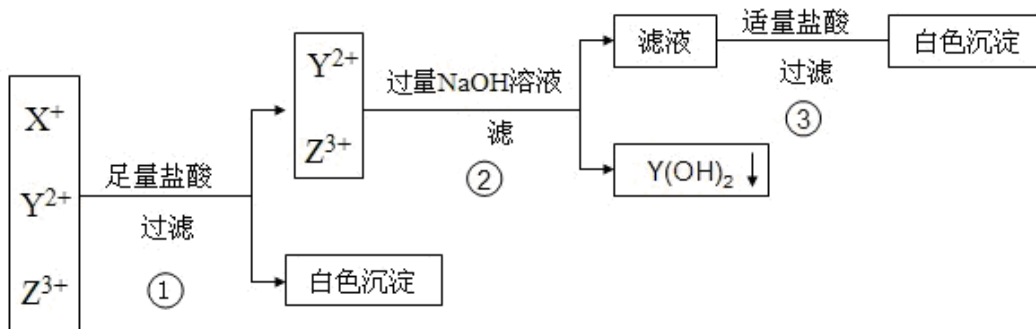 X⁺
Y²⁺
Z³⁺
足量盐酸
过滤
①
Y²⁺
Z³⁺
白色沉淀
过量NaOH溶液
滤
②
滤液
Y(OH)₂↓
适量盐酸
过滤
③
白色沉淀